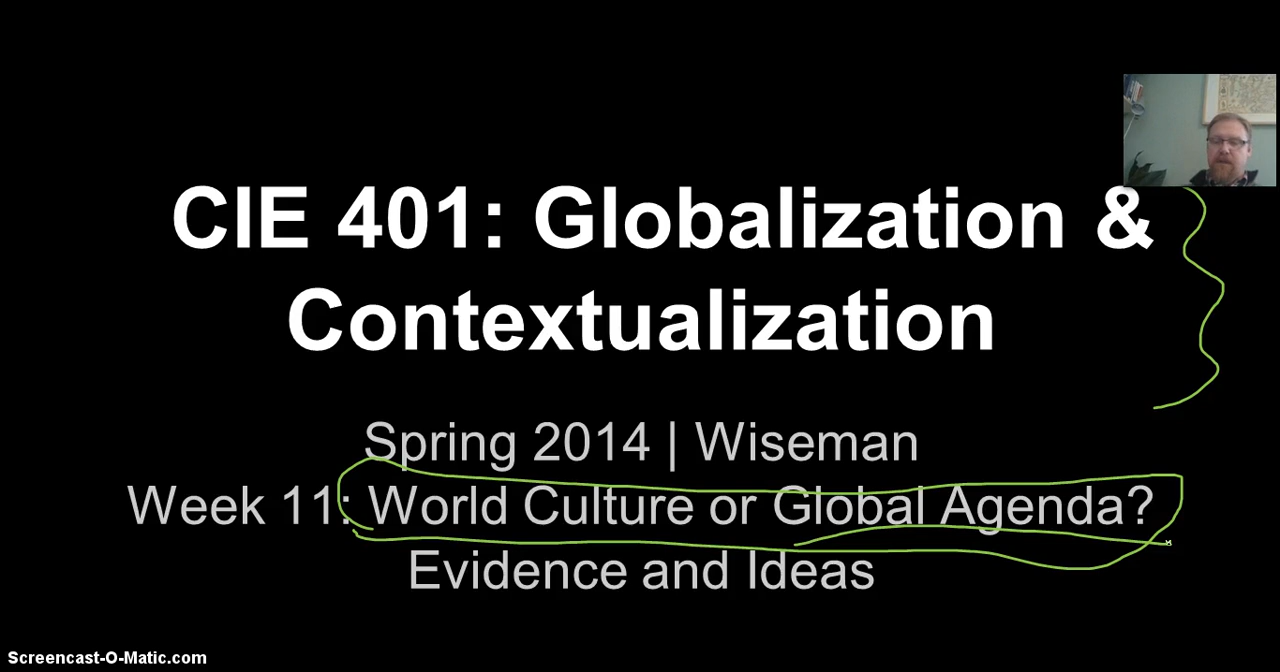 CIE 401: Globalization &
Contextualization
Spring 2014 | Wiseman
Week 11: World Culture or Global Agenda?
Evidence and Ideas
Screencast-O-Matic.com